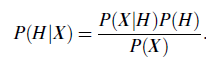 P(H|X) = P(X|H)P(H) / P(X).